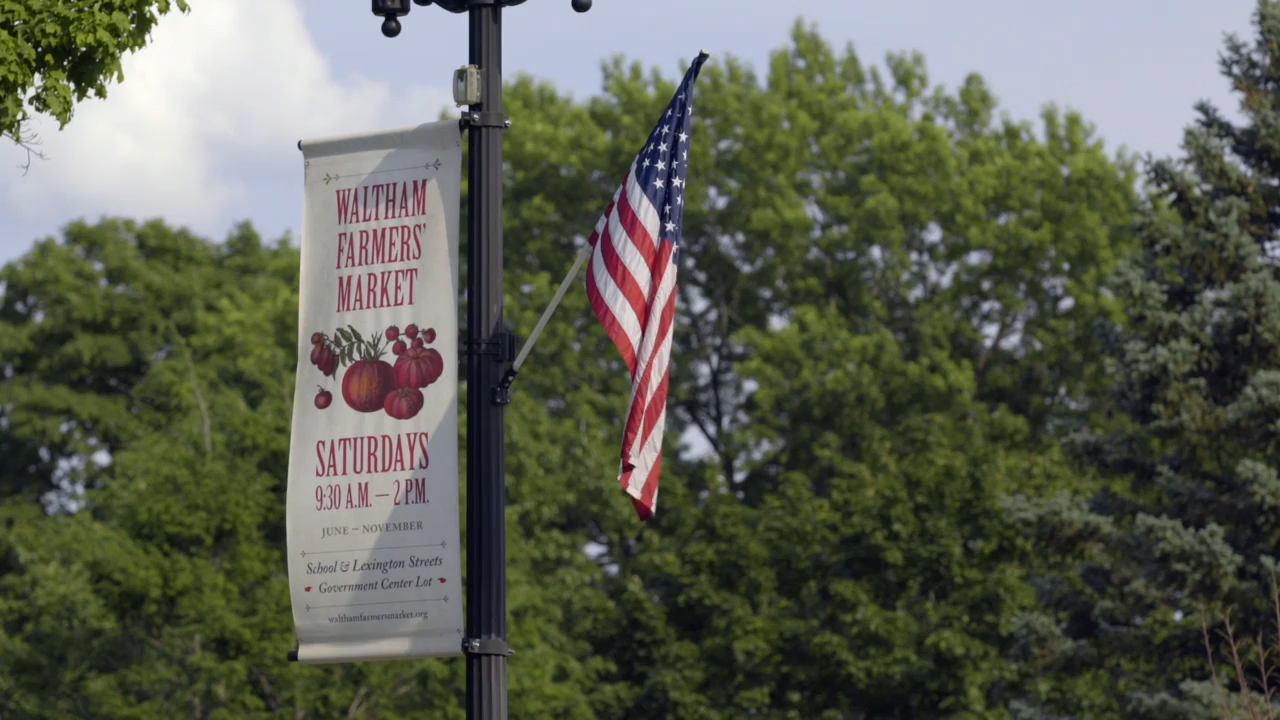 WALTHAM
FARMERS'
MARKET
SATURDAYS
9:30 A.M. — 2 P.M.
JUNE — NOVEMBER
School & Lexington Streets
Government Center Lot
walthamfarmersmarket.org